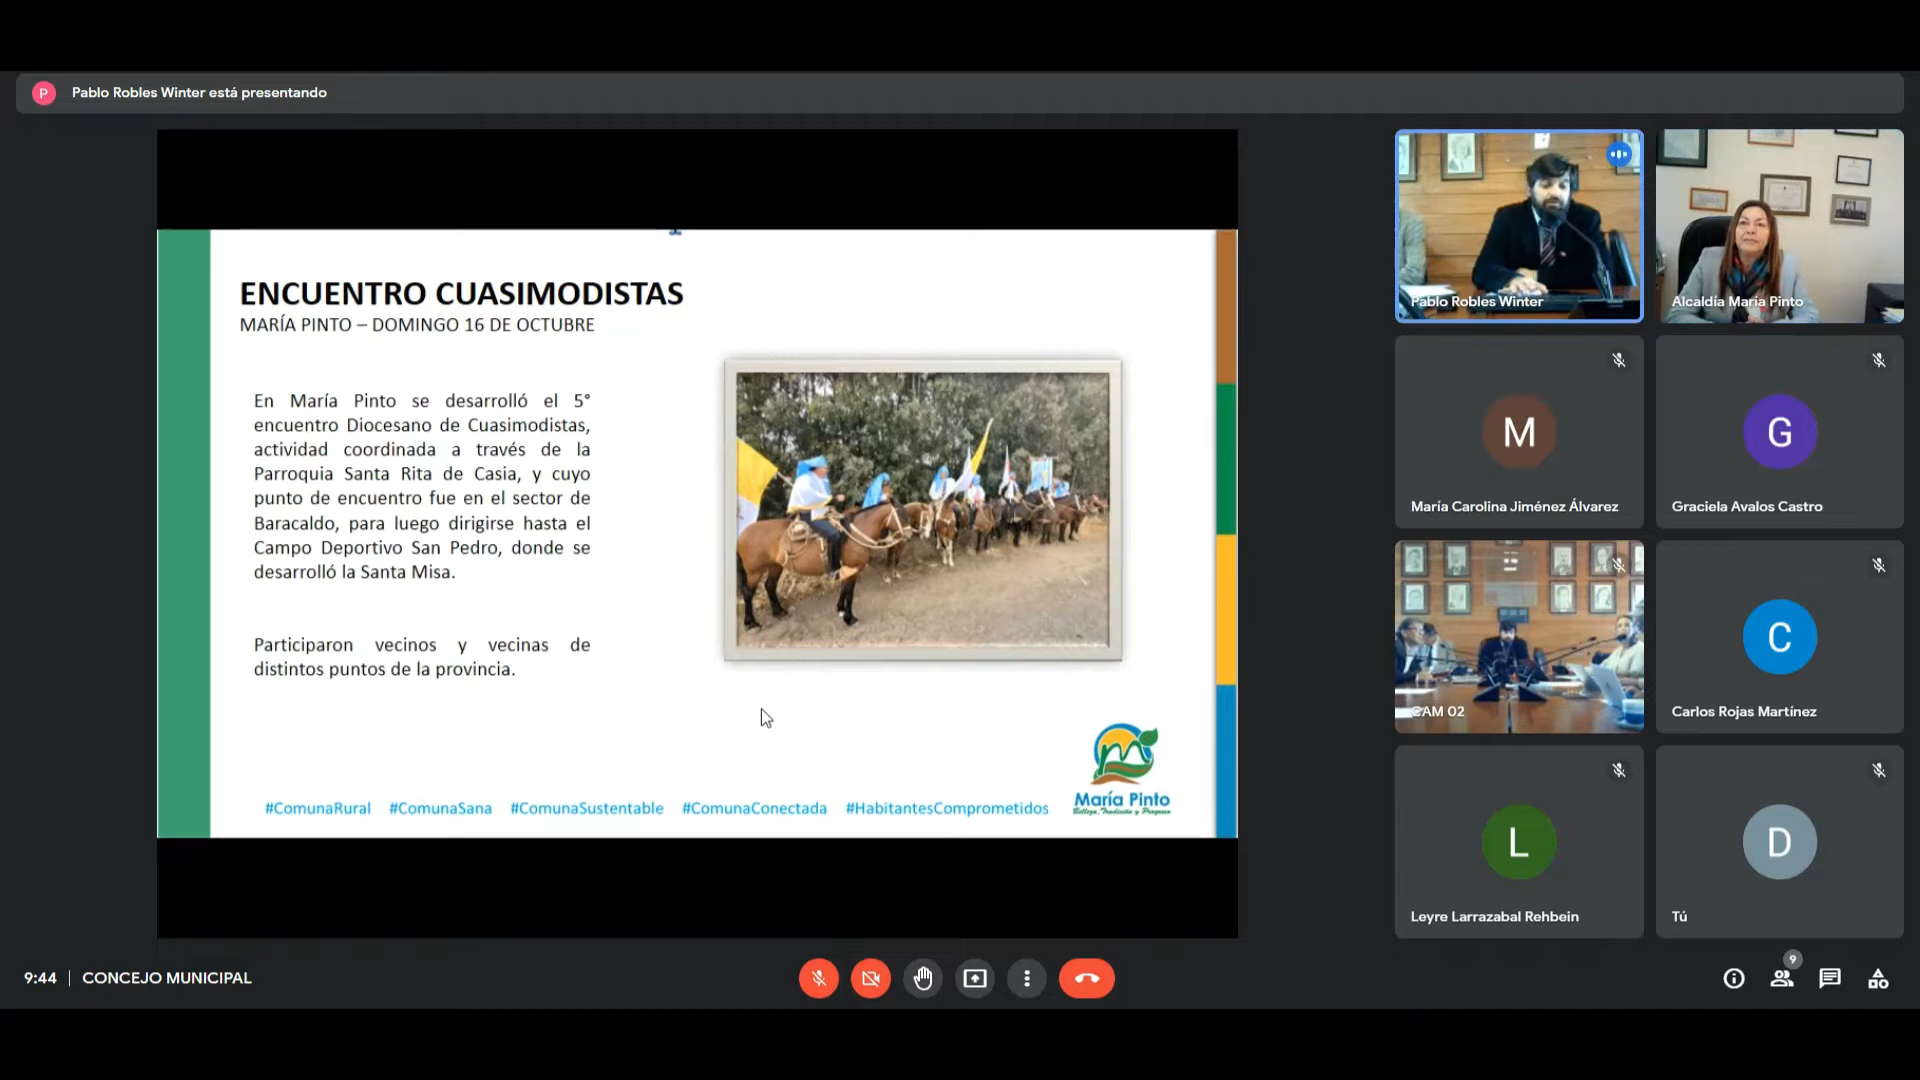 P
Pablo Robles Winter está presentando
ENCUENTRO CUASIMODISTAS
MARÍA PINTO – DOMINGO 16 DE OCTUBRE
En María Pinto se desarrolló el 5°
encuentro Diocesano de Cuasimodistas,
actividad coordinada a través de la
Parroquia Santa Rita de Casia, y cuyo
punto de encuentro fue en el sector de
Baracaldo, para luego dirigirse hasta el
Campo Deportivo San Pedro, donde se
desarrolló la Santa Misa.
Participaron vecinos y vecinas de
distintos puntos de la provincia.
#ComunaRural #ComunaSana #ComunaSustentable #ComunaConectada #HabitantesComprometidos
María Pinto
Belleza, Tradición y Progreso
Pablo Robles Winter
Alcaldía María Pinto
M
María Carolina Jiménez Álvarez
G
Graciela Avalos Castro
CAM 02
C
Carlos Rojas Martínez
L
Leyre Larrazabal Rehbein
D
Tú
9:44 | CONCEJO MUNICIPAL
9